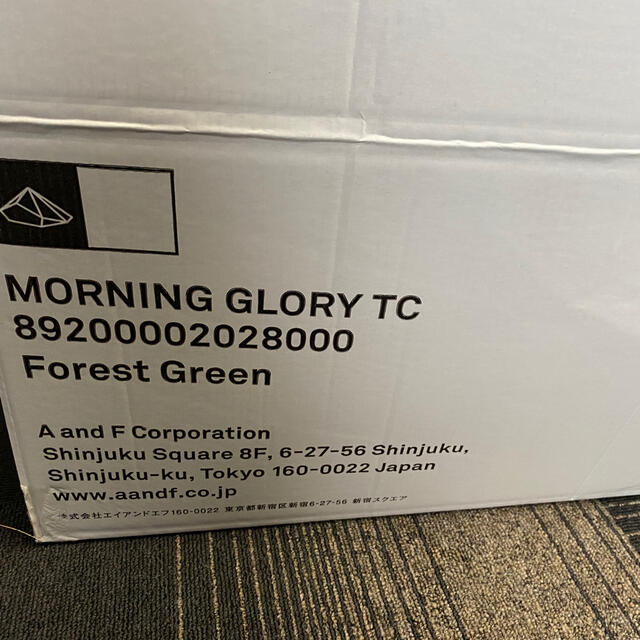 MORNING GLORY TC
89200002028000
Forest Green
A and F Corporation
Shinjuku Square 8F, 6-27-56 Shinjuku,
Shinjuku-ku, Tokyo 160-0022 Japan
www.aandf.co.jp
株式会社エイアンドエフ160-0022 東京都新宿区新宿6-27-56 新宿スクエア